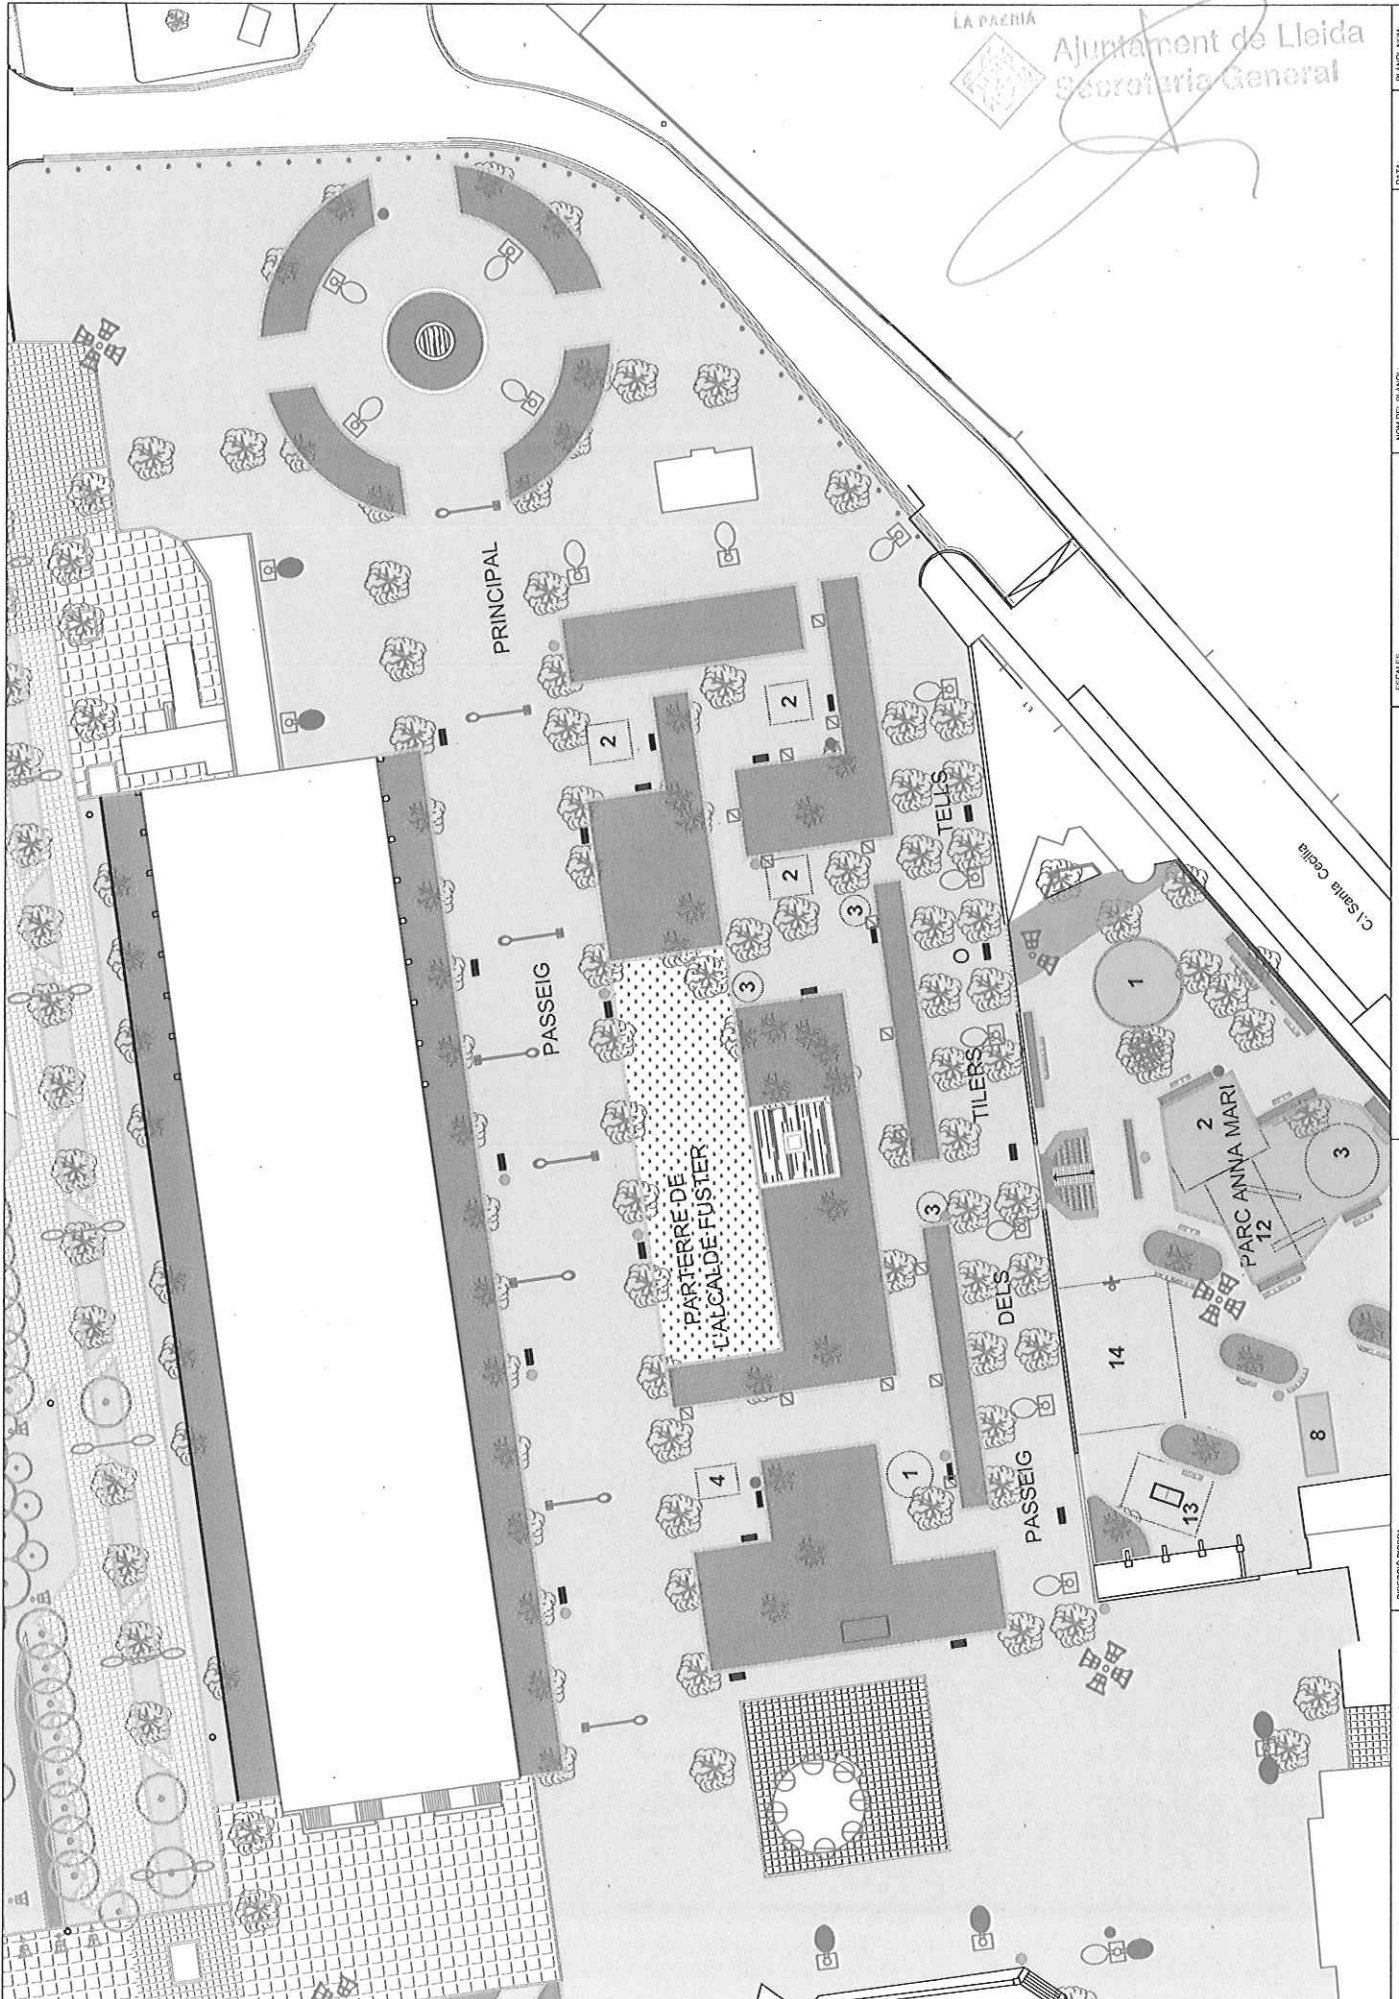 LA PAERIA
Ajuntament de Lleida
Secretaria General
PASSEIG PRINCIPAL
PARTERRE DE
L'ALCALDE FUSTER
PASSEIG DELS TILERS O TELLS
PARC ANNA MARI
C.I Santa Cecilia
2
2
2
3
3
3
4
1
1
2
3
12
14
13
8